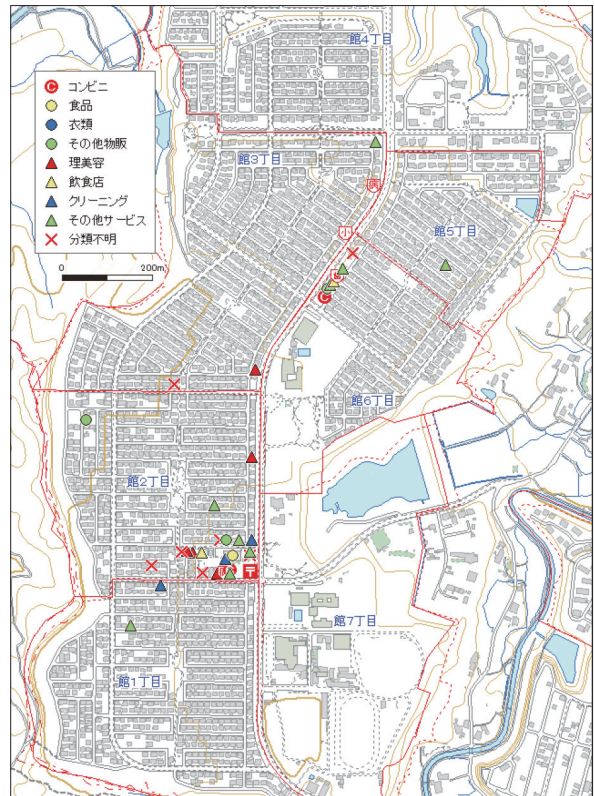 館4丁目
コンビニ
食品
衣類
その他物販
理美容
飲食店
クリーニング
その他サービス
分類不明
0 200m
館3丁目
病
小
館5丁目
C
館6丁目
館2丁目
〒
館7丁目
館1丁目